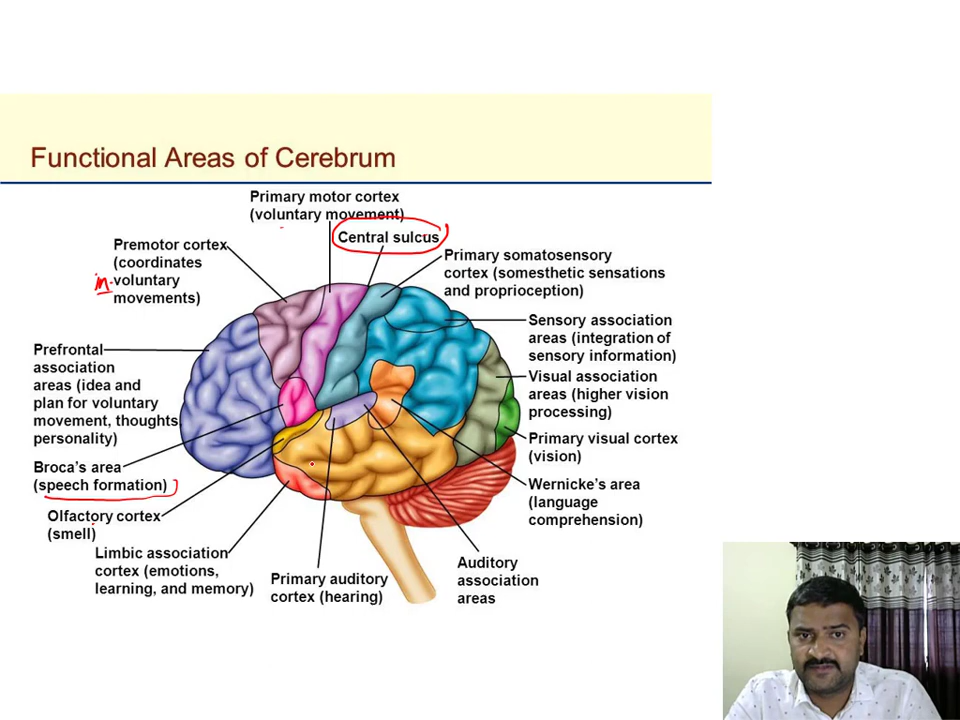 Functional Areas of Cerebrum
Primary motor cortex
(voluntary movement)
Central sulcus
Premotor cortex
(coordinates
in voluntary
movements)
Primary somatosensory
cortex (somesthetic sensations
and proprioception)
Sensory association
areas (integration of
sensory information)
Prefrontal
association
areas (idea and
plan for voluntary
movement, thoughts,
personality)
Visual association
areas (higher vision
processing)
Primary visual cortex
(vision)
Broca's area
(speech formation)
Wernicke's area
(language
comprehension)
Olfactory cortex
(smell)
Limbic association
cortex (emotions,
learning, and memory)
Primary auditory
cortex (hearing)
Auditory
association
areas